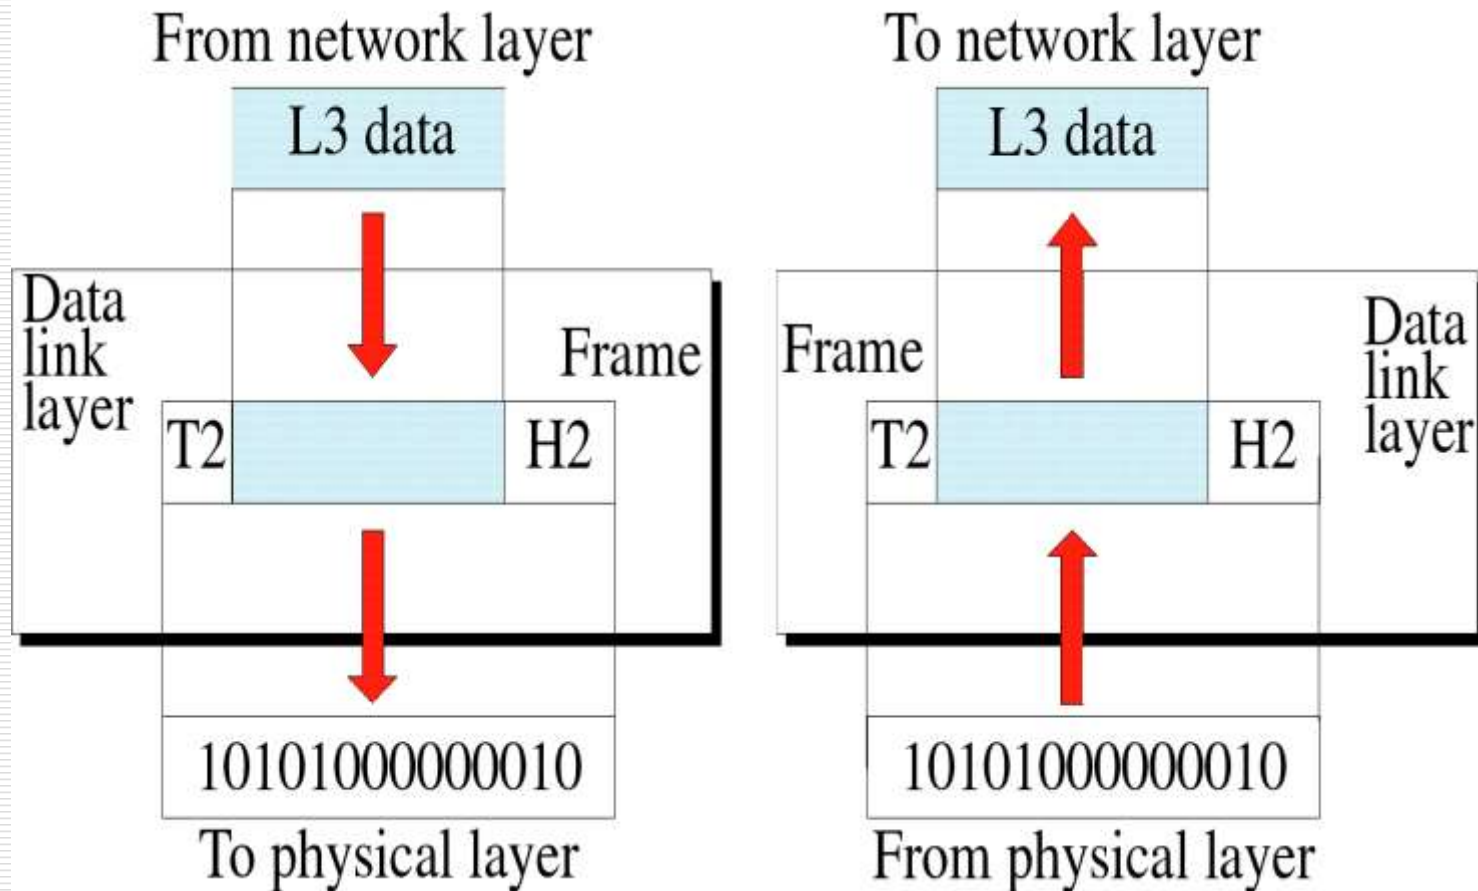 From network layer
L3 data
Data
link
layer
Frame
T2
H2
10101000000010
To physical layer
To network layer
L3 data
Frame
Data
link
layer
T2
H2
10101000000010
From physical layer